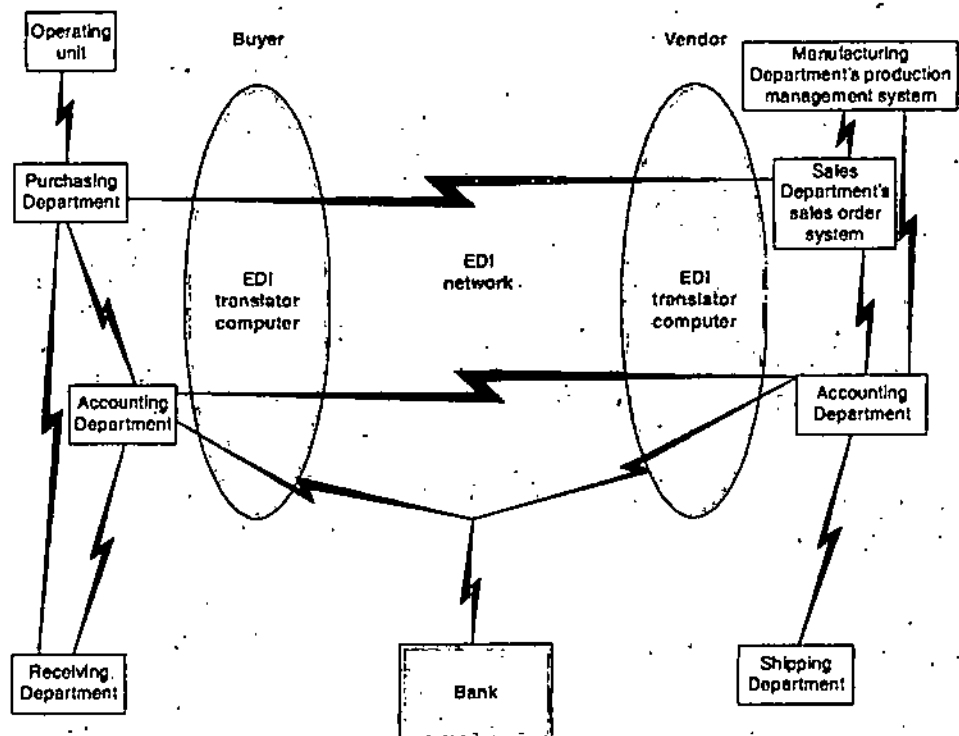 Operating
unit
Buyer
Vendor
Manufacturing
Department's production
management system
Purchasing
Department
Sales
Department's
sales order
system
EDI
translator
computer
EDI
network
EDI
translator
computer
Accounting
Department
Accounting
Department
Receiving
Department
Bank
Shipping
Department